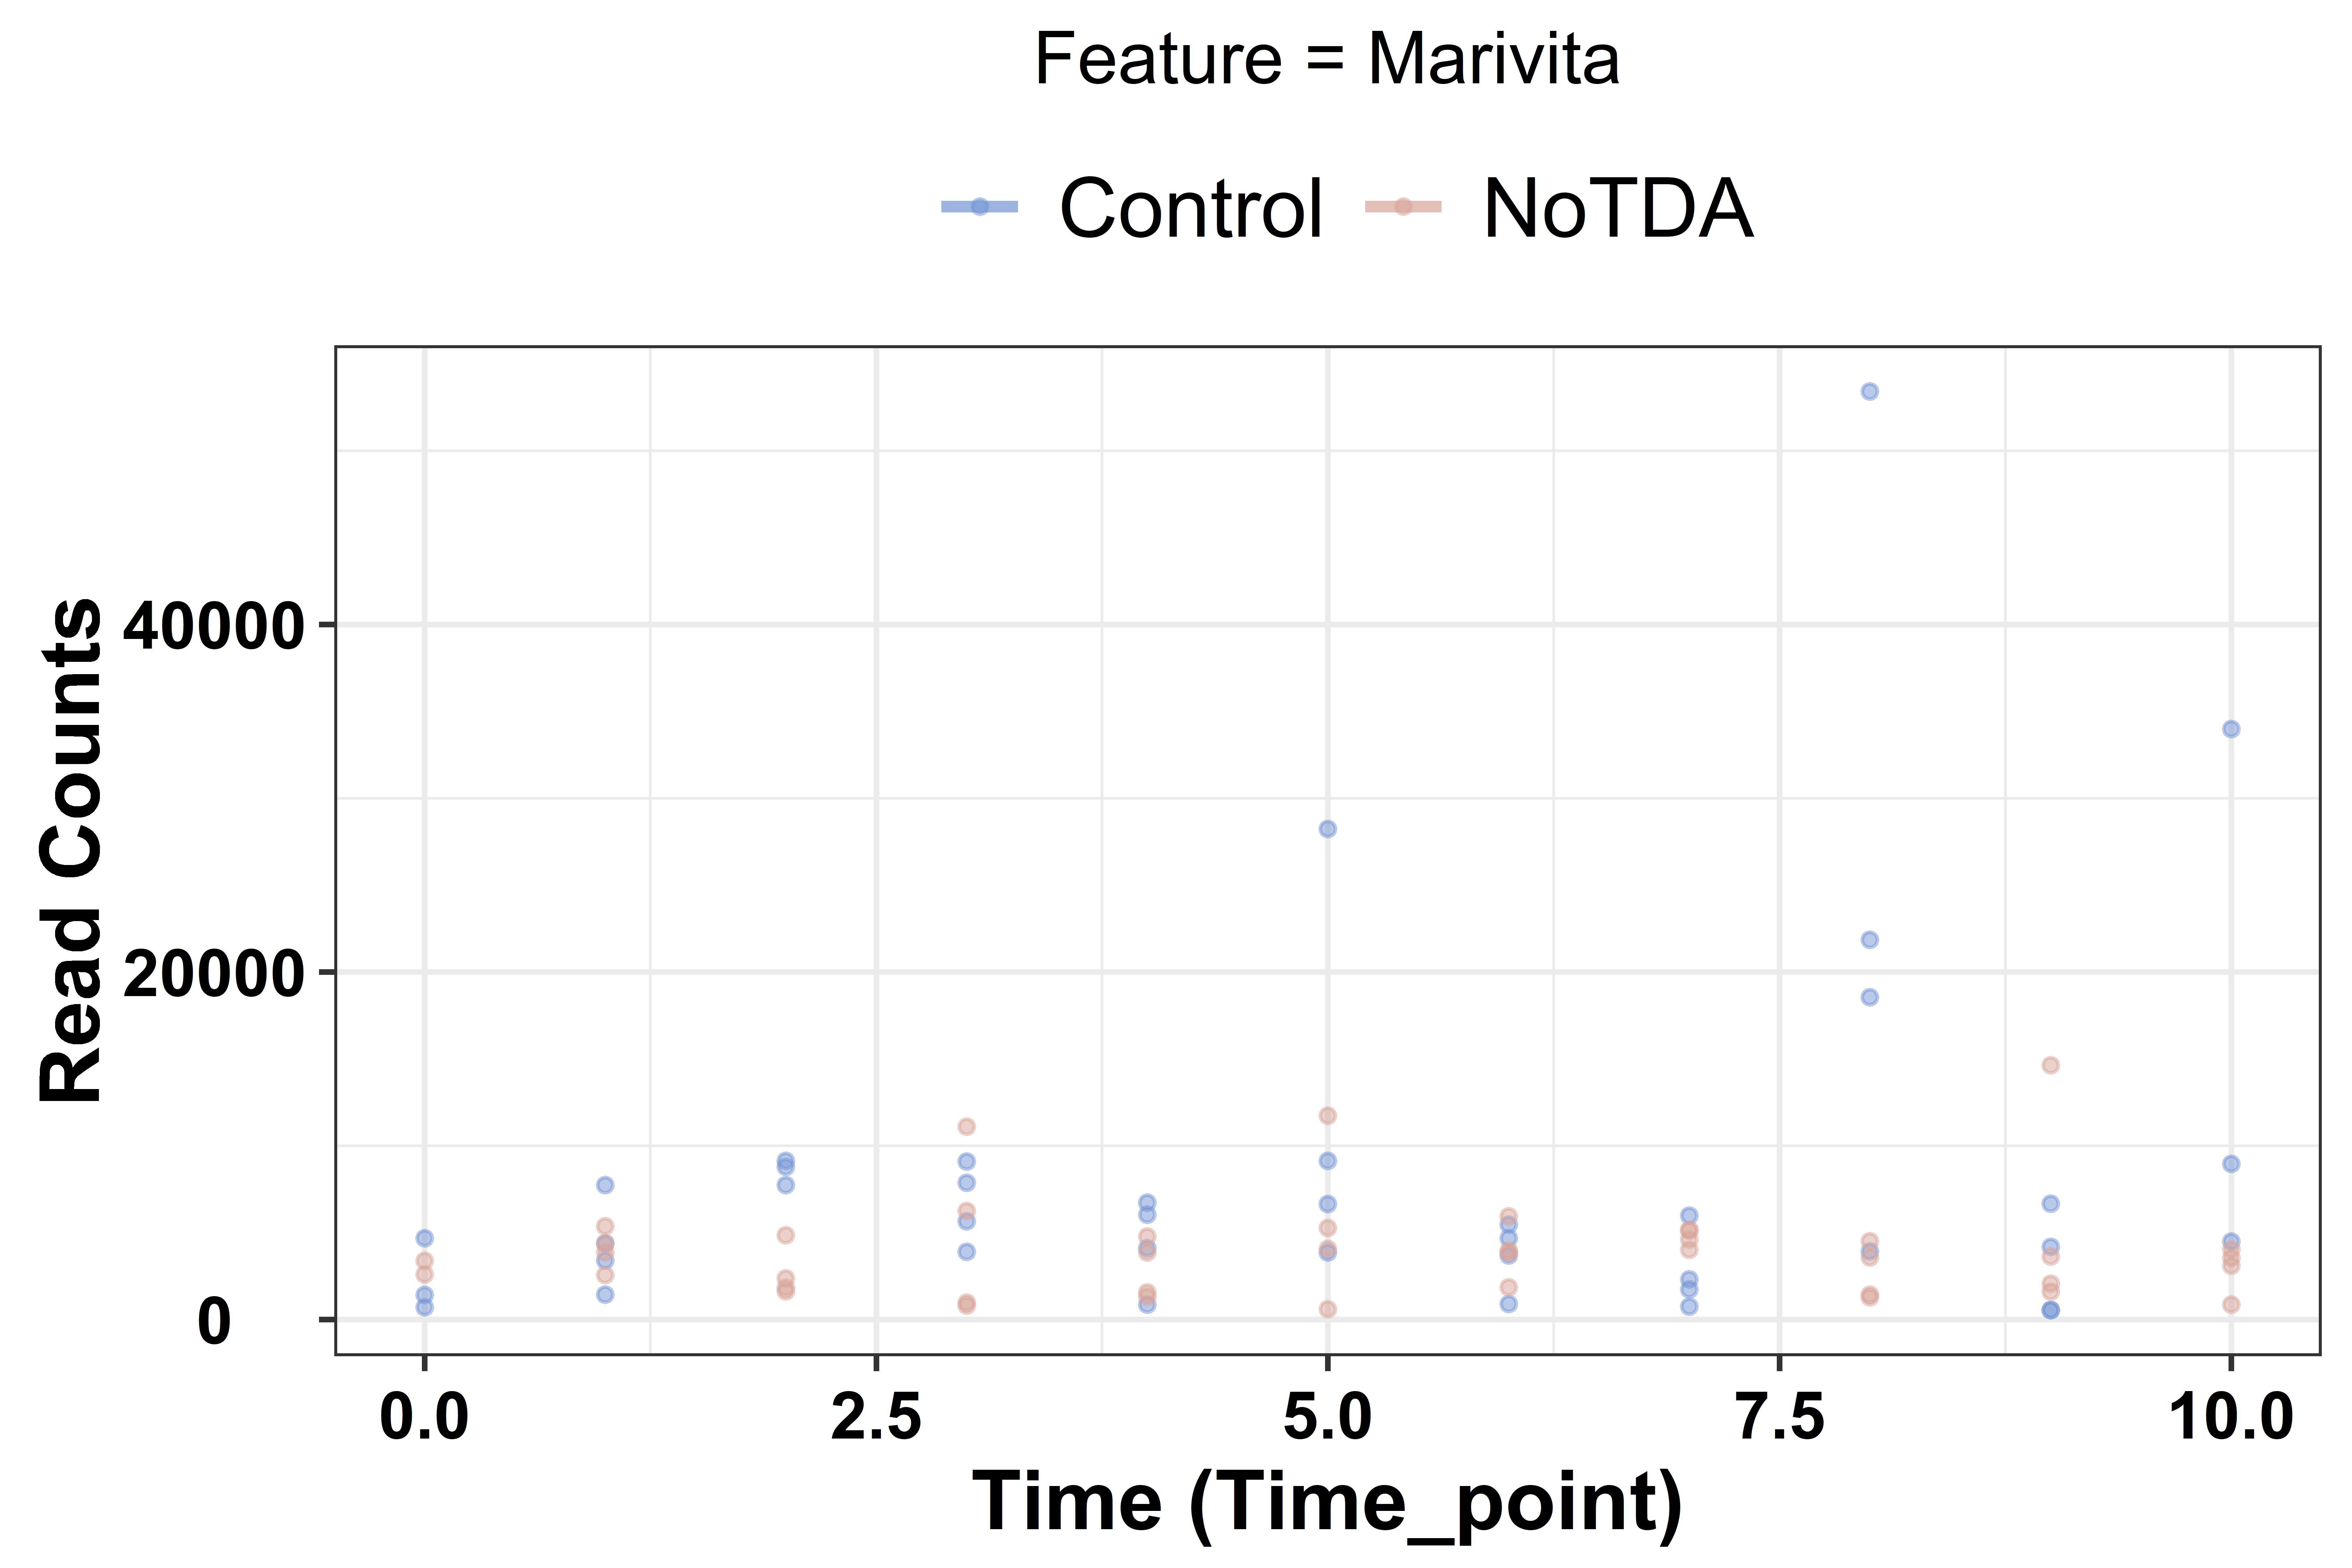 Feature = Marivita
Control NoTDA
Read Counts
40000
20000
0
0.0 2.5 5.0 7.5 10.0
Time (Time_point)